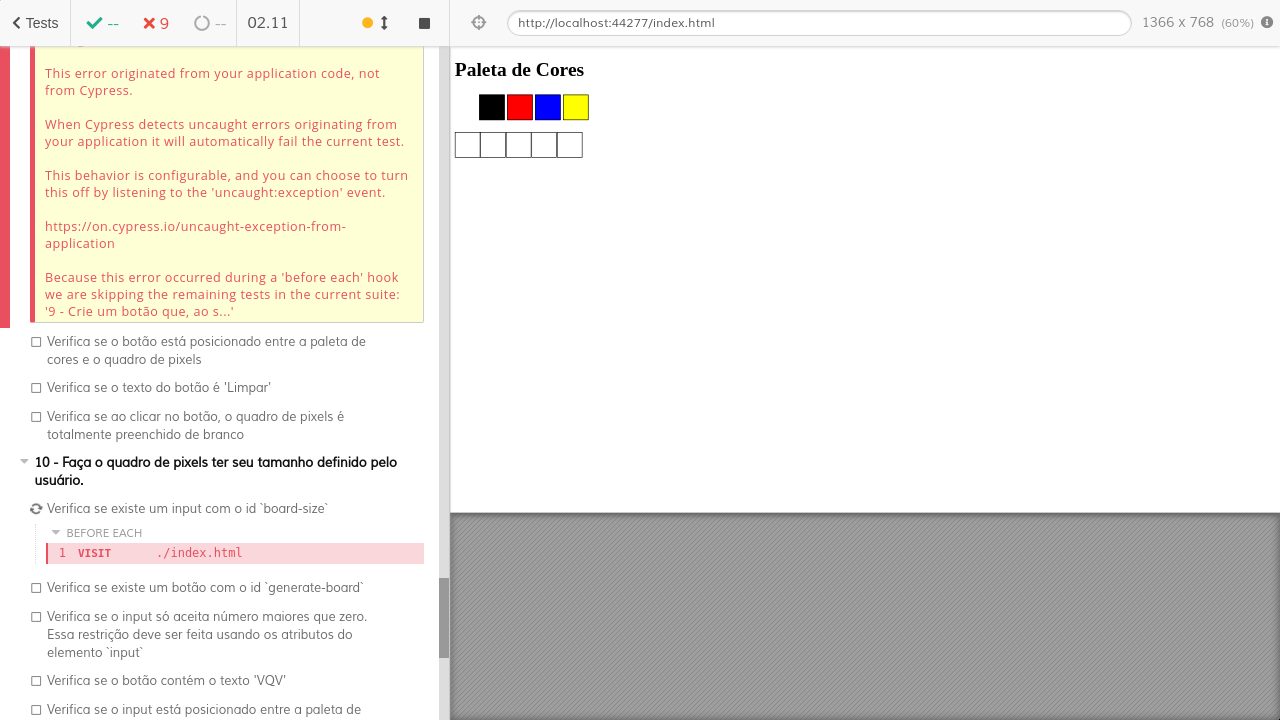 Tests
--
9
--
02.11
http://localhost:44277/index.html
1366 x 768 (60%)
This error originated from your application code, not
from Cypress.
When Cypress detects uncaught errors originating from
your application it will automatically fail the current test.
This behavior is configurable, and you can choose to turn
this off by listening to the 'uncaught:exception' event.
https://on.cypress.io/uncaught-exception-from-
application
Because this error occurred during a 'before each' hook
we are skipping the remaining tests in the current suite:
'9 - Crie um botão que, ao s...'
Verifica se o botão está posicionado entre a paleta de
cores e o quadro de pixels
Verifica se o texto do botão é 'Limpar'
Verifica se ao clicar no botão, o quadro de pixels é
totalmente preenchido de branco
10 - Faça o quadro de pixels ter seu tamanho definido pelo
usuário.
Verifica se existe um input com o id `board-size`
BEFORE EACH
1 VISIT ./index.html
Verifica se existe um botão com o id `generate-board`
Verifica se o input só aceita número maiores que zero.
Essa restrição deve ser feita usando os atributos do
elemento `input`
Verifica se o botão contém o texto 'VQV'
Verifica se o input está posicionado entre a paleta de
Paleta de Cores